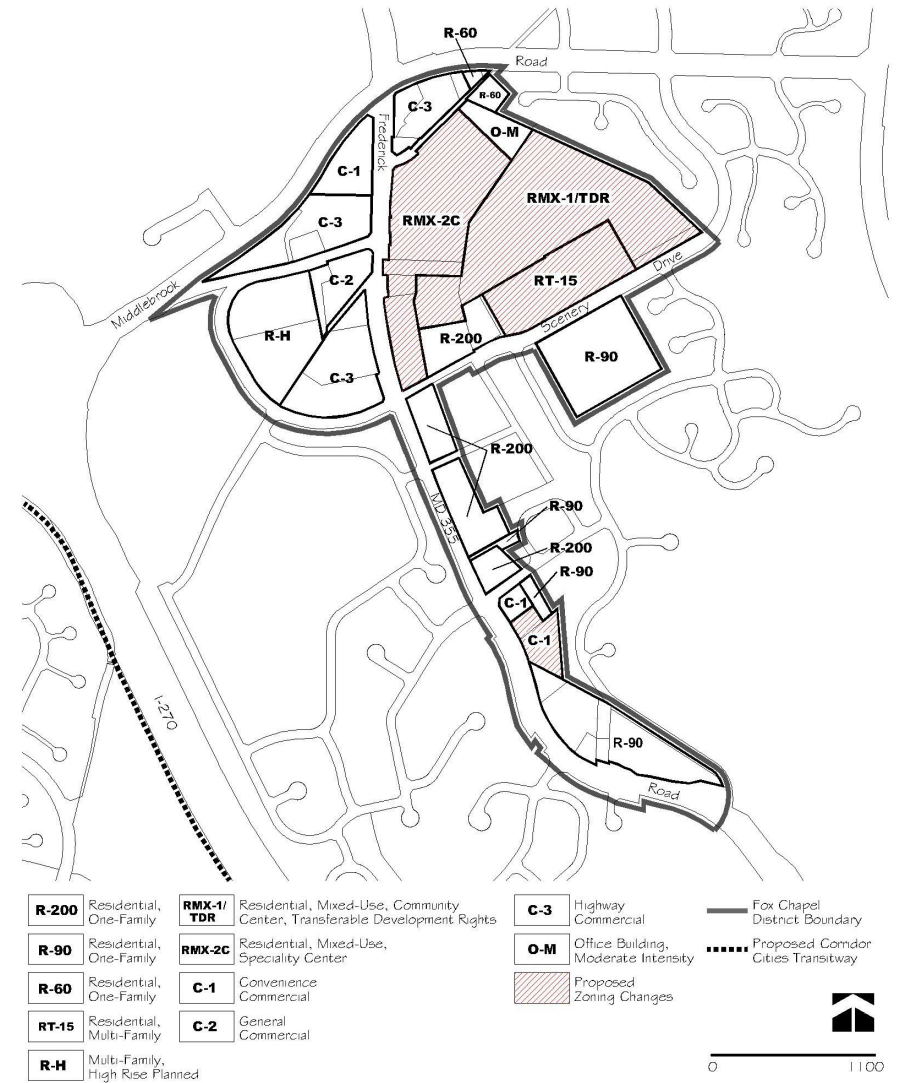 R-60
Road
R-60
C-3
Frederick
O-M
C-1
RMX-1/TDR
RMX-2C
C-3
Drive
C-2
RT-15
Middlebrook
Scenery
R-H
R-200
R-90
C-3
R-200
MD 355
R-90
R-200
R-90
C-1
C-1
I-270
R-90
Road
R-200 Residential,
One-Family
RMX-1/
TDR
Residential, Mixed-Use, Community
Center, Transferable Development Rights
C-3 Highway
Commercial
Fox Chapel
District Boundary
R-90 Residential,
One-Family
RMX-2C Residential, Mixed-Use,
Speciality Center
O-M Office Building,
Moderate Intensity
Proposed Corridor
Cities Transitway
R-60 Residential,
One-Family
C-1 Convenience
Commercial
Proposed
Zoning Changes
RT-15 Residential,
Multi-Family
C-2 General
Commercial
R-H Multi-Family,
High Rise Planned
0 1100